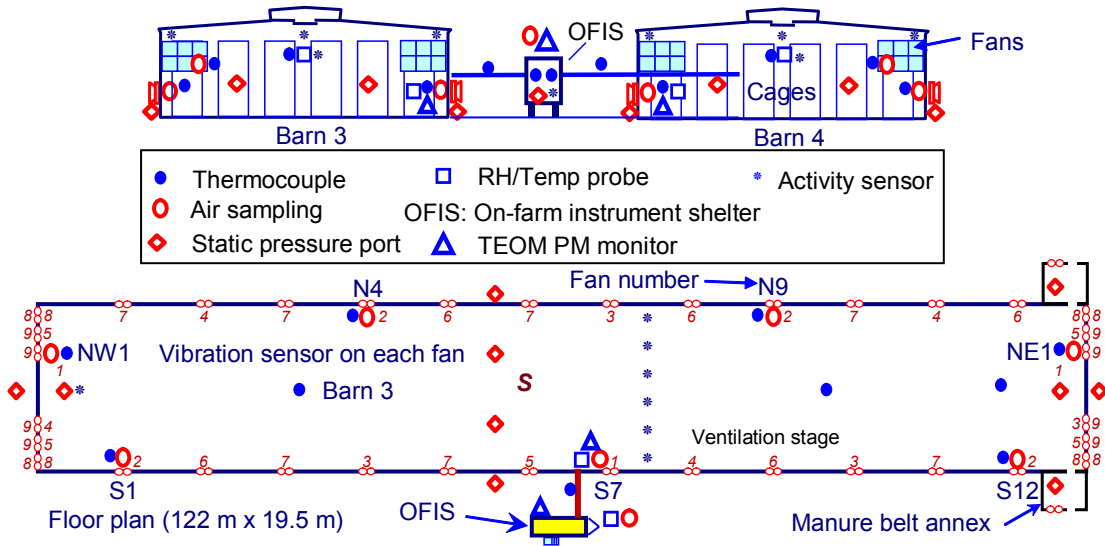 OFIS
Fans
Cages
Barn 3
Barn 4
Thermocouple
RH/Temp probe
Activity sensor
Air sampling
OFIS: On-farm instrument shelter
Static pressure port
TEOM PM monitor
Fan number
N4
N9
8 8 7 4 7 2 6 7 3 6 2 7 4 6 8 8
9 5 5 9
9 9
NW1
Vibration sensor on each fan
NE1
1 1
Barn 3
S
9 4 3 9
9 5 5 9
8 8 2 6 7 3 7 5 1 4 6 3 7 2 8 8
Ventilation stage
S1
S7
S12
Floor plan (122 m x 19.5 m)
OFIS
Manure belt annex